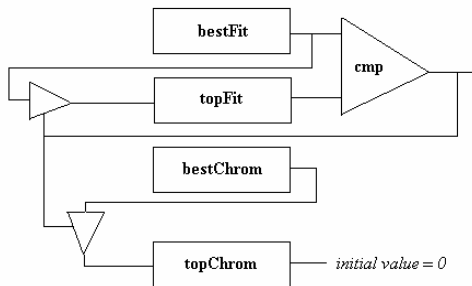 bestFit
cmp
topFit
bestChrom
topChrom
initial value = 0